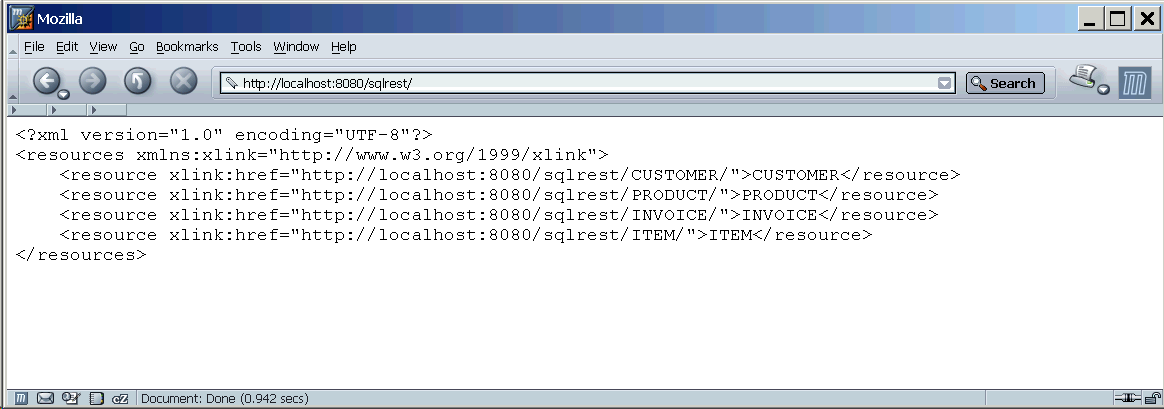 Mozilla
File Edit View Go Bookmarks Tools Window Help
http://localhost:8080/sqlrest/ Search
<?xml version="1.0" encoding="UTF-8"?>
<resources xmlns:xlink="http://www.w3.org/1999/xlink">
    <resource xlink:href="http://localhost:8080/sqlrest/CUSTOMER/">CUSTOMER</resource>
    <resource xlink:href="http://localhost:8080/sqlrest/PRODUCT/">PRODUCT</resource>
    <resource xlink:href="http://localhost:8080/sqlrest/INVOICE/">INVOICE</resource>
    <resource xlink:href="http://localhost:8080/sqlrest/ITEM/">ITEM</resource>
</resources>
Document: Done (0.942 secs)